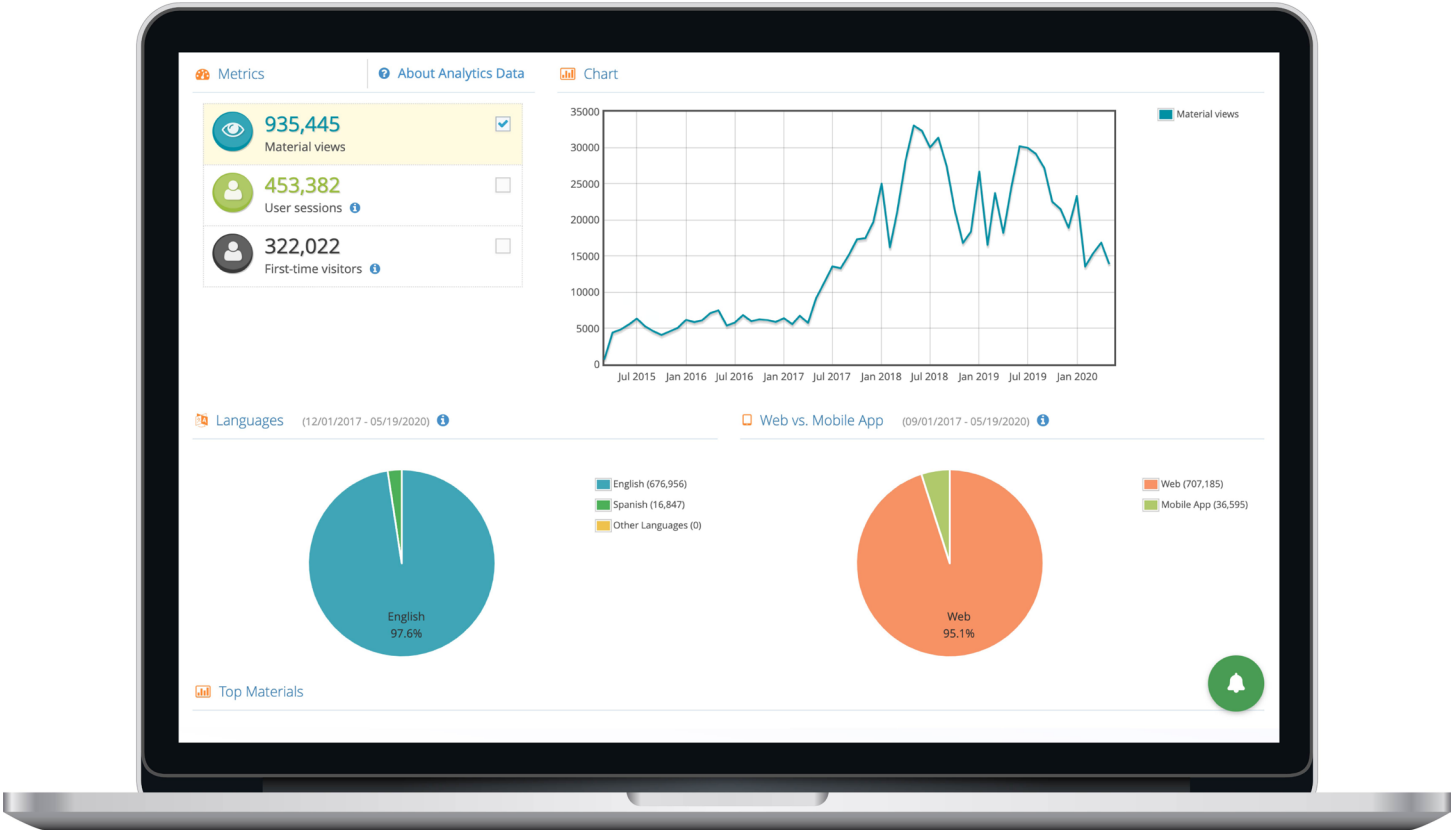 Metrics
About Analytics Data
Chart
935,445
Material views
453,382
User sessions
322,022
First-time visitors
35000
30000
25000
20000
15000
10000
5000
0
Jul 2015 Jan 2016 Jul 2016 Jan 2017 Jul 2017 Jan 2018 Jul 2018 Jan 2019 Jul 2019 Jan 2020
Material views
Languages (12/01/2017 - 05/19/2020)
English (676,956)
Spanish (16,847)
Other Languages (0)
English
97.6%
Web vs. Mobile App (09/01/2017 - 05/19/2020)
Web (707,185)
Mobile App (36,595)
Web
95.1%
Top Materials